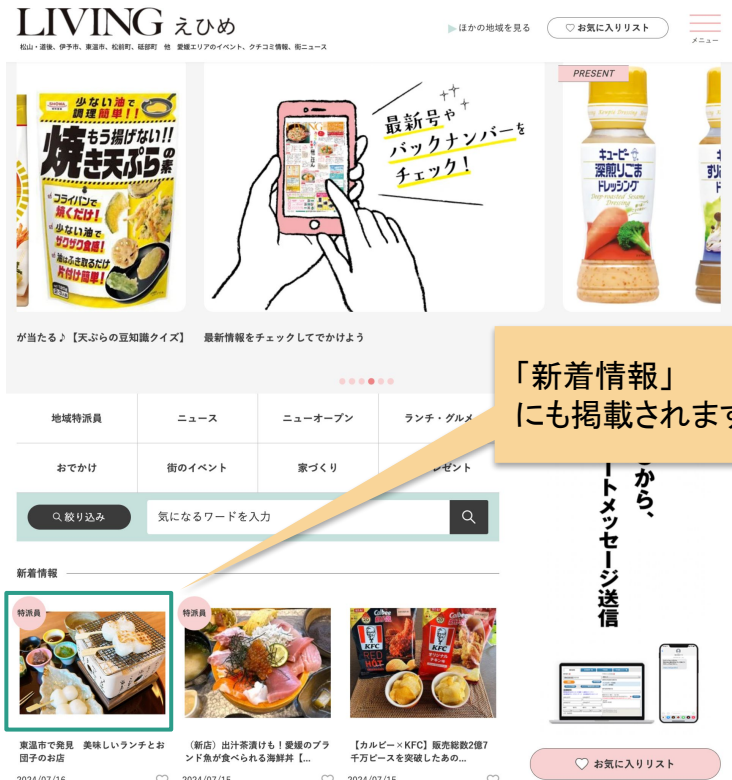 LIVING えひめ
松山・道後、伊予市、東温市、松前町、砥部町 他 愛媛エリアのイベント、クチコミ情報、街ニュース
ほかの地域を見る
お気に入りリスト
メニュー
少ない油で
調理簡単!!
もう揚げない!!
焼き天ぷらの素
フライパンで
焼くだけ!
少ない油で
ザクザク食感!
油はふき取るだけ
片付け簡単!
最新号や
バックナンバーを
チェック!
PRESENT
キユーピー
深煎りごま
ドレッシング
が当たる♪【天ぷらの豆知識クイズ】
最新情報をチェックしてでかけよう
「新着情報」
にも掲載されます
地域特派員
ニュース
ニューオープン
ランチ・グルメ
おでかけ
街のイベント
家づくり
ゼント
から、
トメッセージ送信
絞り込み
気になるワードを入力
新着情報
特派員
特派員
Calbee
KFC
RED
HOT
Calbee
KFC
東温市で発見 美味しいランチとお
団子のお店
2024/07/16
(新店)出汁茶漬けも!愛媛のブラ
ンド魚が食べられる海鮮丼【...
2024/07/15
【カルビー×KFC】販売総数2億7
千万ピースを突破したあの...
2024/07/15
お気に入りリスト